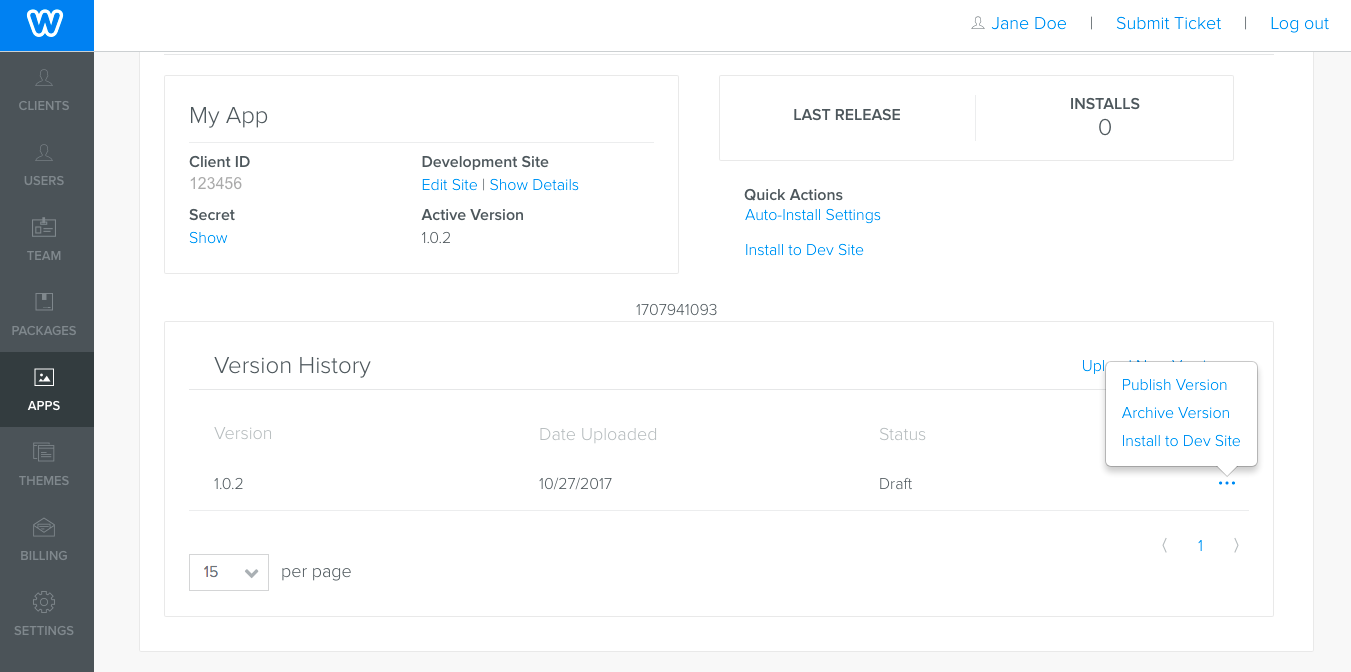 Jane Doe | Submit Ticket | Log out
CLIENTS
USERS
TEAM
PACKAGES
APPS
THEMES
BILLING
SETTINGS
My App
Client ID
123456
Development Site
Edit Site | Show Details
Secret
Show
Active Version
1.0.2
LAST RELEASE
INSTALLS
0
Quick Actions
Auto-Install Settings
Install to Dev Site
1707941093
Version History
Publish Version
Archive Version
Install to Dev Site
Version Date Uploaded Status
1.0.2 10/27/2017 Draft ...
〈 1 〉
15 per page